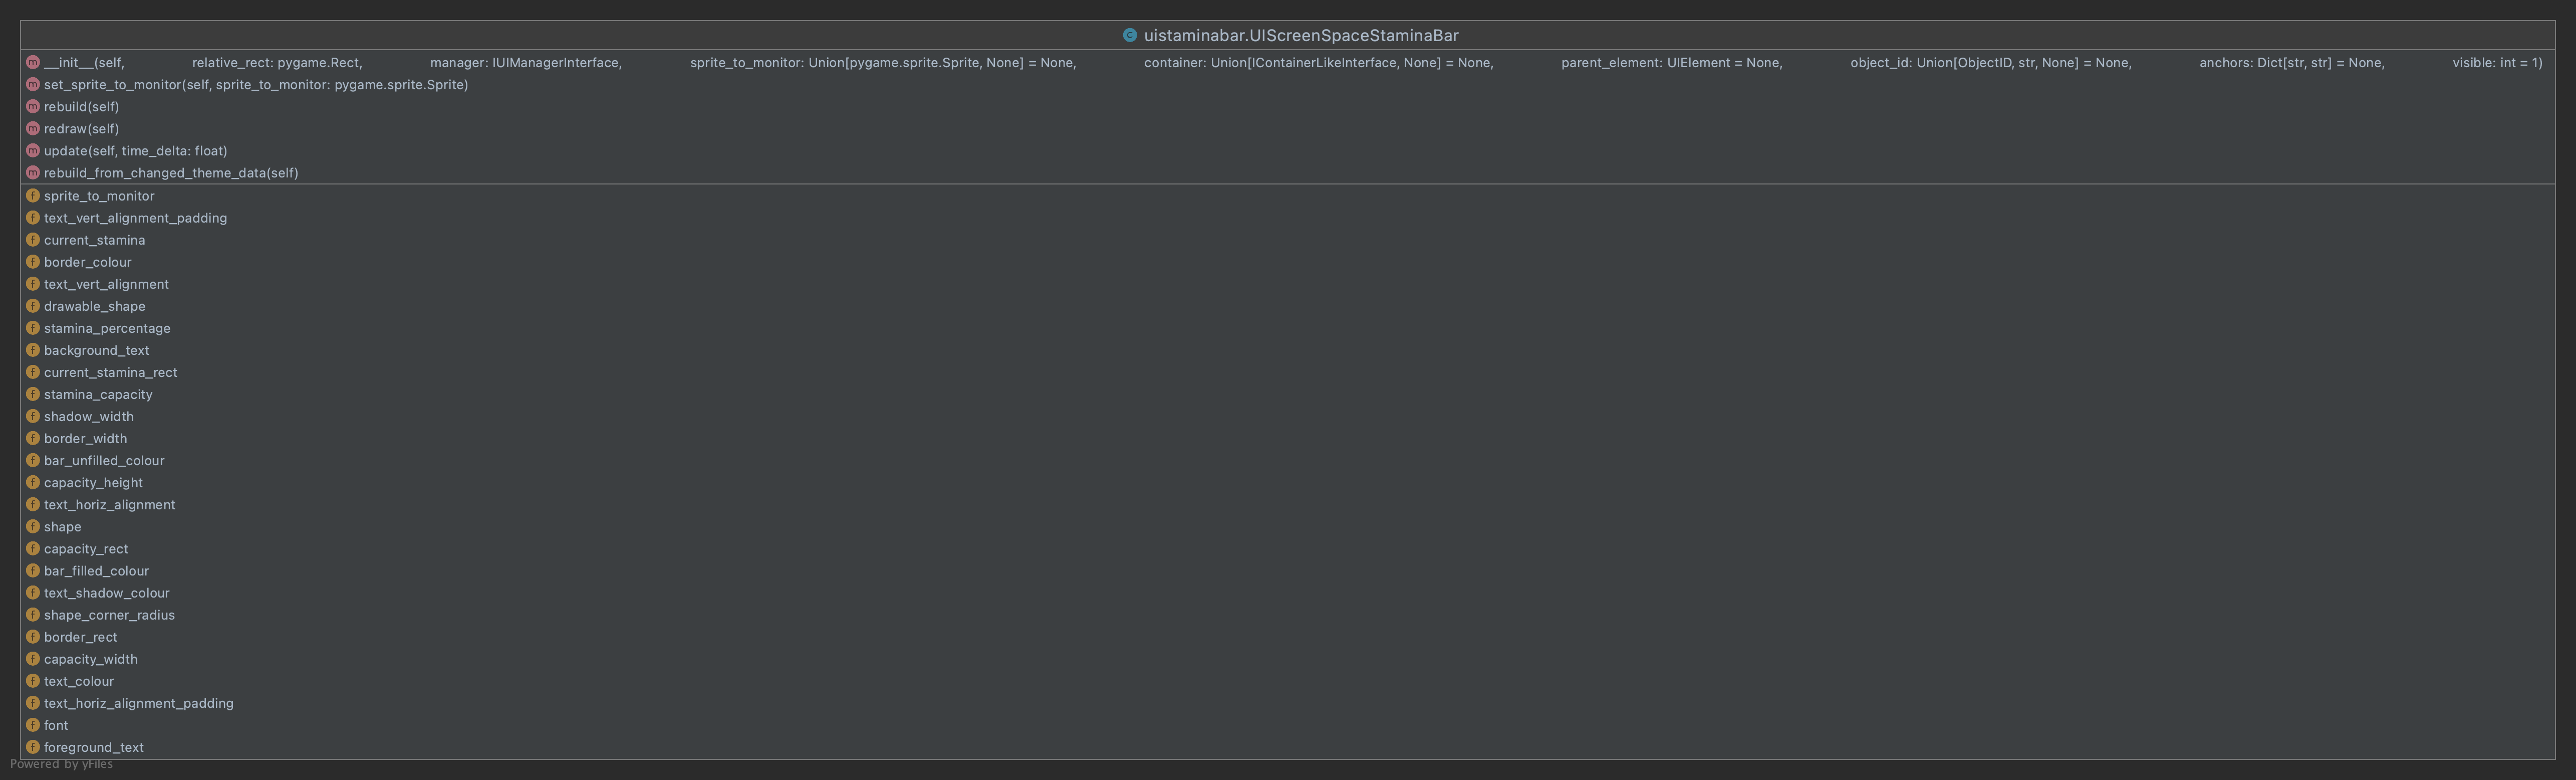 uistaminabar.UIScreenSpaceStaminaBar
__init__(self, relative_rect: pygame.Rect, manager: IUIManagerInterface, sprite_to_monitor: Union[pygame.sprite.Sprite, None] = None, container: Union[IContainerLikeInterface, None] = None, parent_element: UIElement = None, object_id: Union[ObjectID, str, None] = None, anchors: Dict[str, str] = None, visible: int = 1)
set_sprite_to_monitor(self, sprite_to_monitor: pygame.sprite.Sprite)
rebuild(self)
redraw(self)
update(self, time_delta: float)
rebuild_from_changed_theme_data(self)
sprite_to_monitor
text_vert_alignment_padding
current_stamina
border_colour
text_vert_alignment
drawable_shape
stamina_percentage
background_text
current_stamina_rect
stamina_capacity
shadow_width
border_width
bar_unfilled_colour
capacity_height
text_horiz_alignment
shape
capacity_rect
bar_filled_colour
text_shadow_colour
shape_corner_radius
border_rect
capacity_width
text_colour
text_horiz_alignment_padding
font
foreground_text
Powered by yFiles